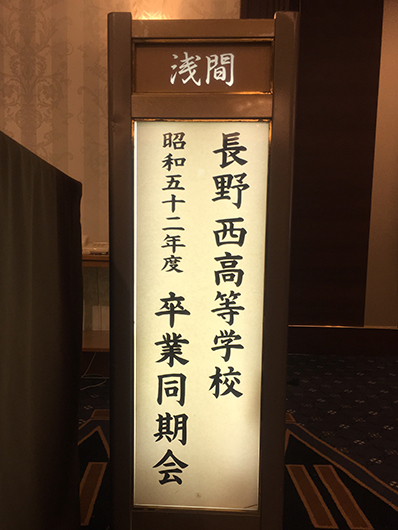 浅間
長野西高等学校
昭和五十二年度 卒業同期会